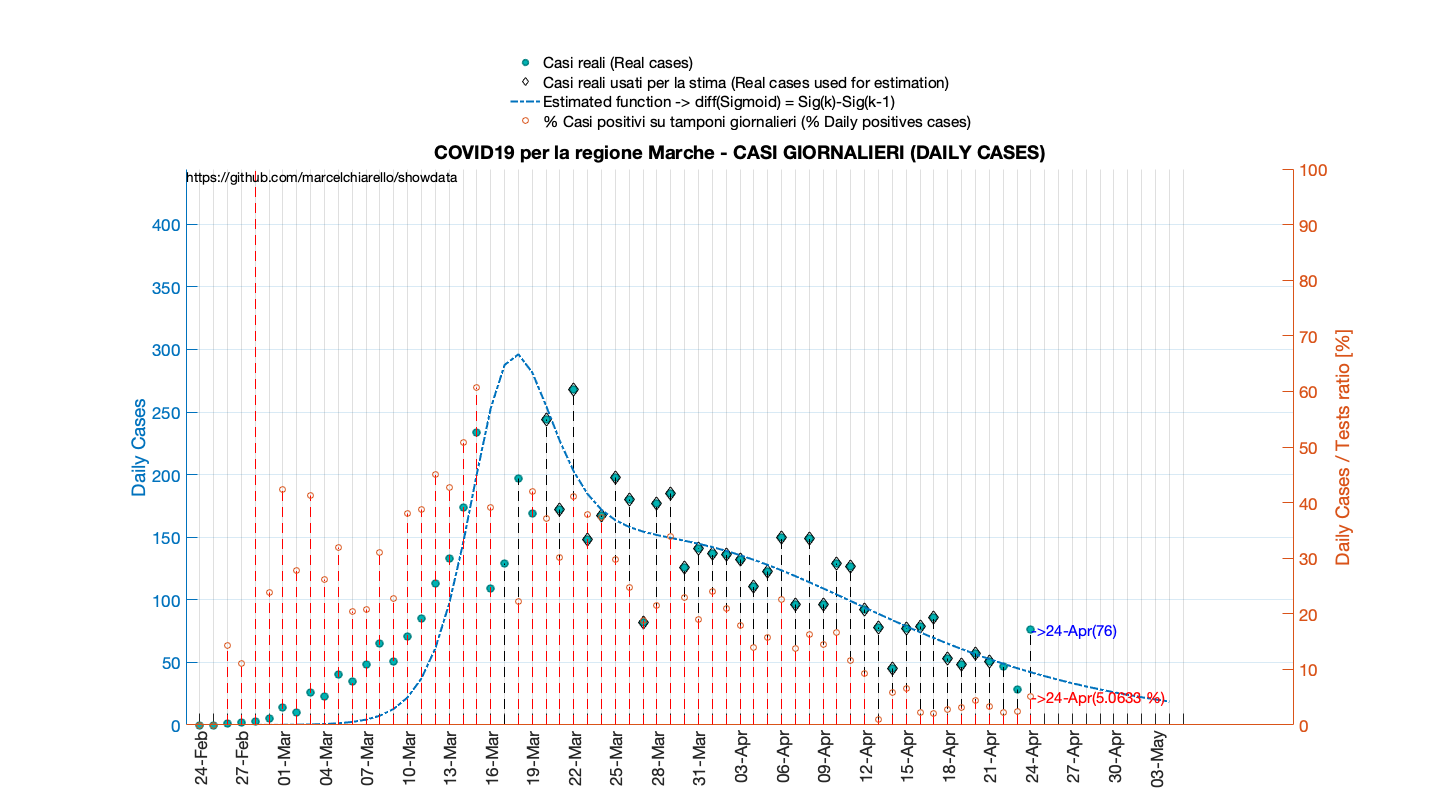 Casi reali (Real cases)
Casi reali usati per la stima (Real cases used for estimation)
Estimated function -> diff(Sigmoid) = Sig(k)-Sig(k-1)
% Casi positivi su tamponi giornalieri (% Daily positives cases)
COVID19 per la regione Marche - CASI GIORNALIERI (DAILY CASES)
https://github.com/marcelchiarello/showdata
Daily Cases
400
350
300
250
200
150
100
50
0
100
90
80
70
60
50
40
30
20
10
0
Daily Cases / Tests ratio [%]
->24-Apr(76)
->24-Apr(5.0633 %)
24-Feb
27-Feb
01-Mar
04-Mar
07-Mar
10-Mar
13-Mar
16-Mar
19-Mar
22-Mar
25-Mar
28-Mar
31-Mar
03-Apr
06-Apr
09-Apr
12-Apr
15-Apr
18-Apr
21-Apr
24-Apr
27-Apr
30-Apr
03-May